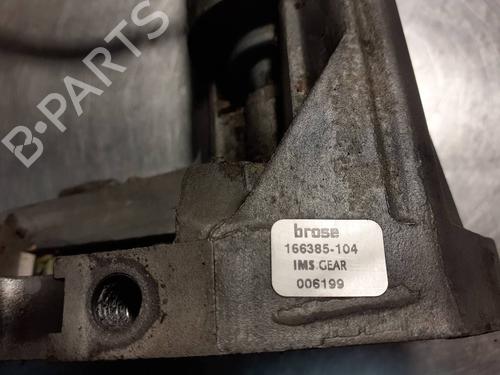 B-PARTS
brose
166385-104
IMS GEAR
006199